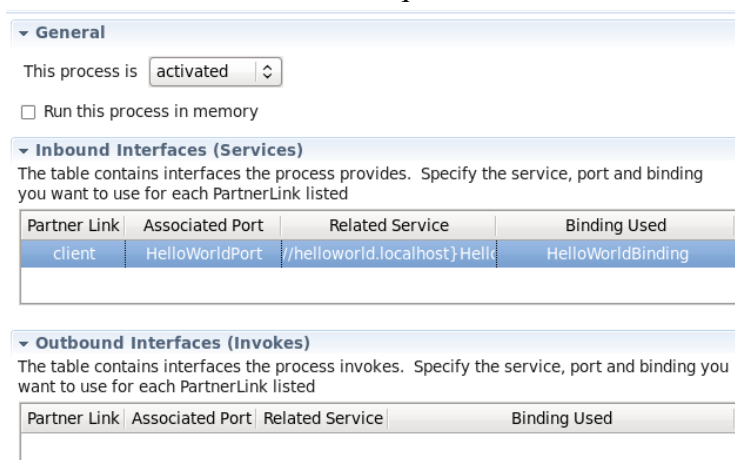 General
This process is activated
Run this process in memory
Inbound Interfaces (Services)
The table contains interfaces the process provides. Specify the service, port and binding
you want to use for each PartnerLink listed
Partner Link Associated Port Related Service Binding Used
client HelloWorldPort //helloworld.localhost}Hello HelloWorldBinding
Outbound Interfaces (Invokes)
The table contains interfaces the process invokes. Specify the service, port and binding you
want to use for each PartnerLink listed
Partner Link Associated Port Related Service Binding Used